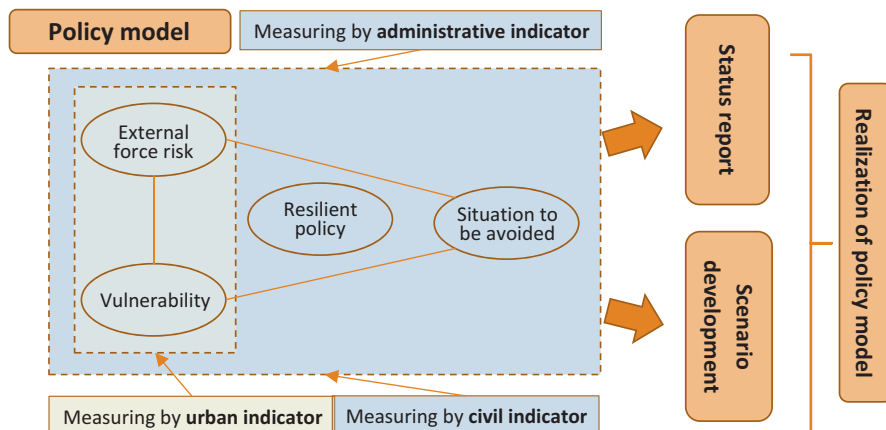 Policy model
Measuring by administrative indicator
External
force risk
Resilient
policy
Situation to
be avoided
Vulnerability
Measuring by urban indicator
Measuring by civil indicator
Status report
Scenario
development
Realization of policy model